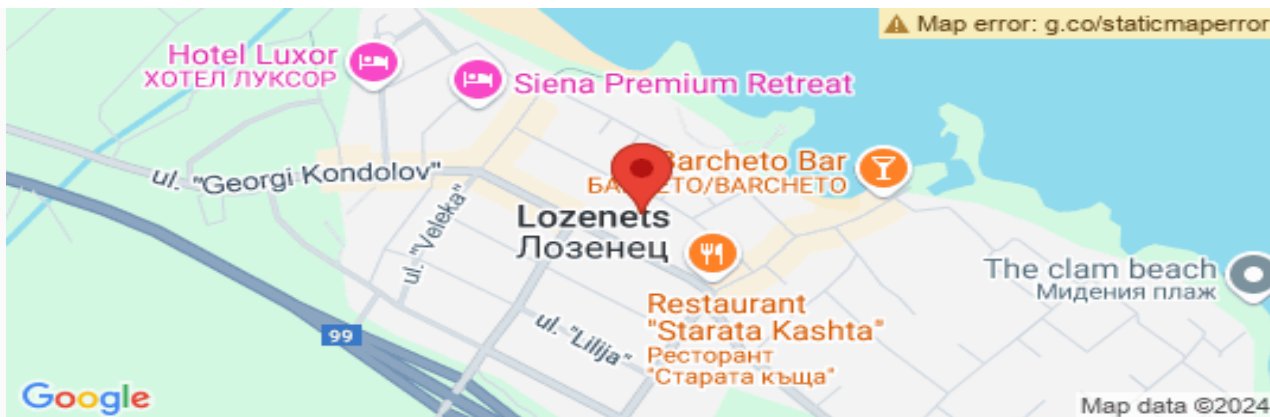 Map error: g.co/staticmaperror
Hotel Luxor
ХОТЕЛ ЛУКСОР
Siena Premium Retreat
ul. "Georgi Kondolov"
Barcheto Bar
БАРЧЕТО/BARCHETO
ul. "Veleka"
Lozenets
Лозенец
The clam beach
Мидения плаж
Restaurant
"Starata Kashta"
Ресторант
"Старата къща"
ul. "Lilija"
99
Google
Map data ©2024